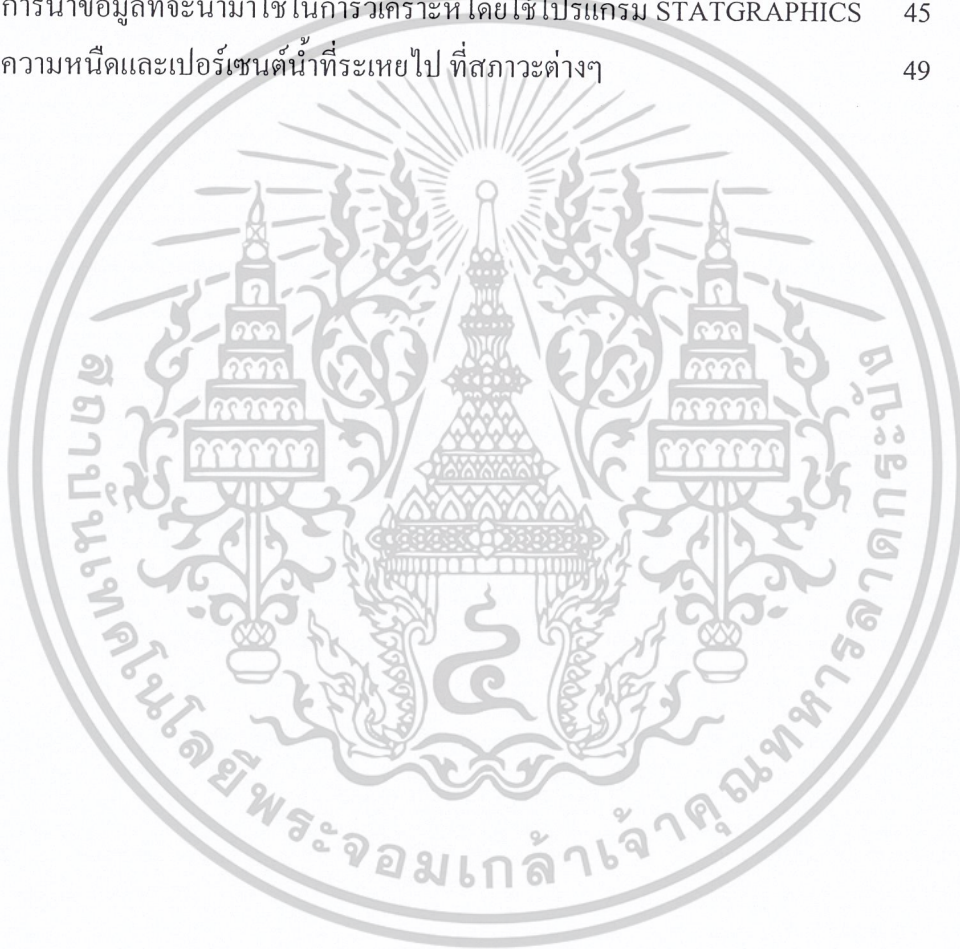 การนำข้อมูลที่จะนำมาใช้ในการวิเคราะห์โดยใช้โปรแกรม STATGRAPHICS 45
ความหนืดและเปอร์เซนต์น้ำที่ระเหยไป ที่สภาวะต่างๆ 49
สถาบันเทคโนโลยีพระจอมเกล้าเจ้าคุณทหารลาดกระบัง